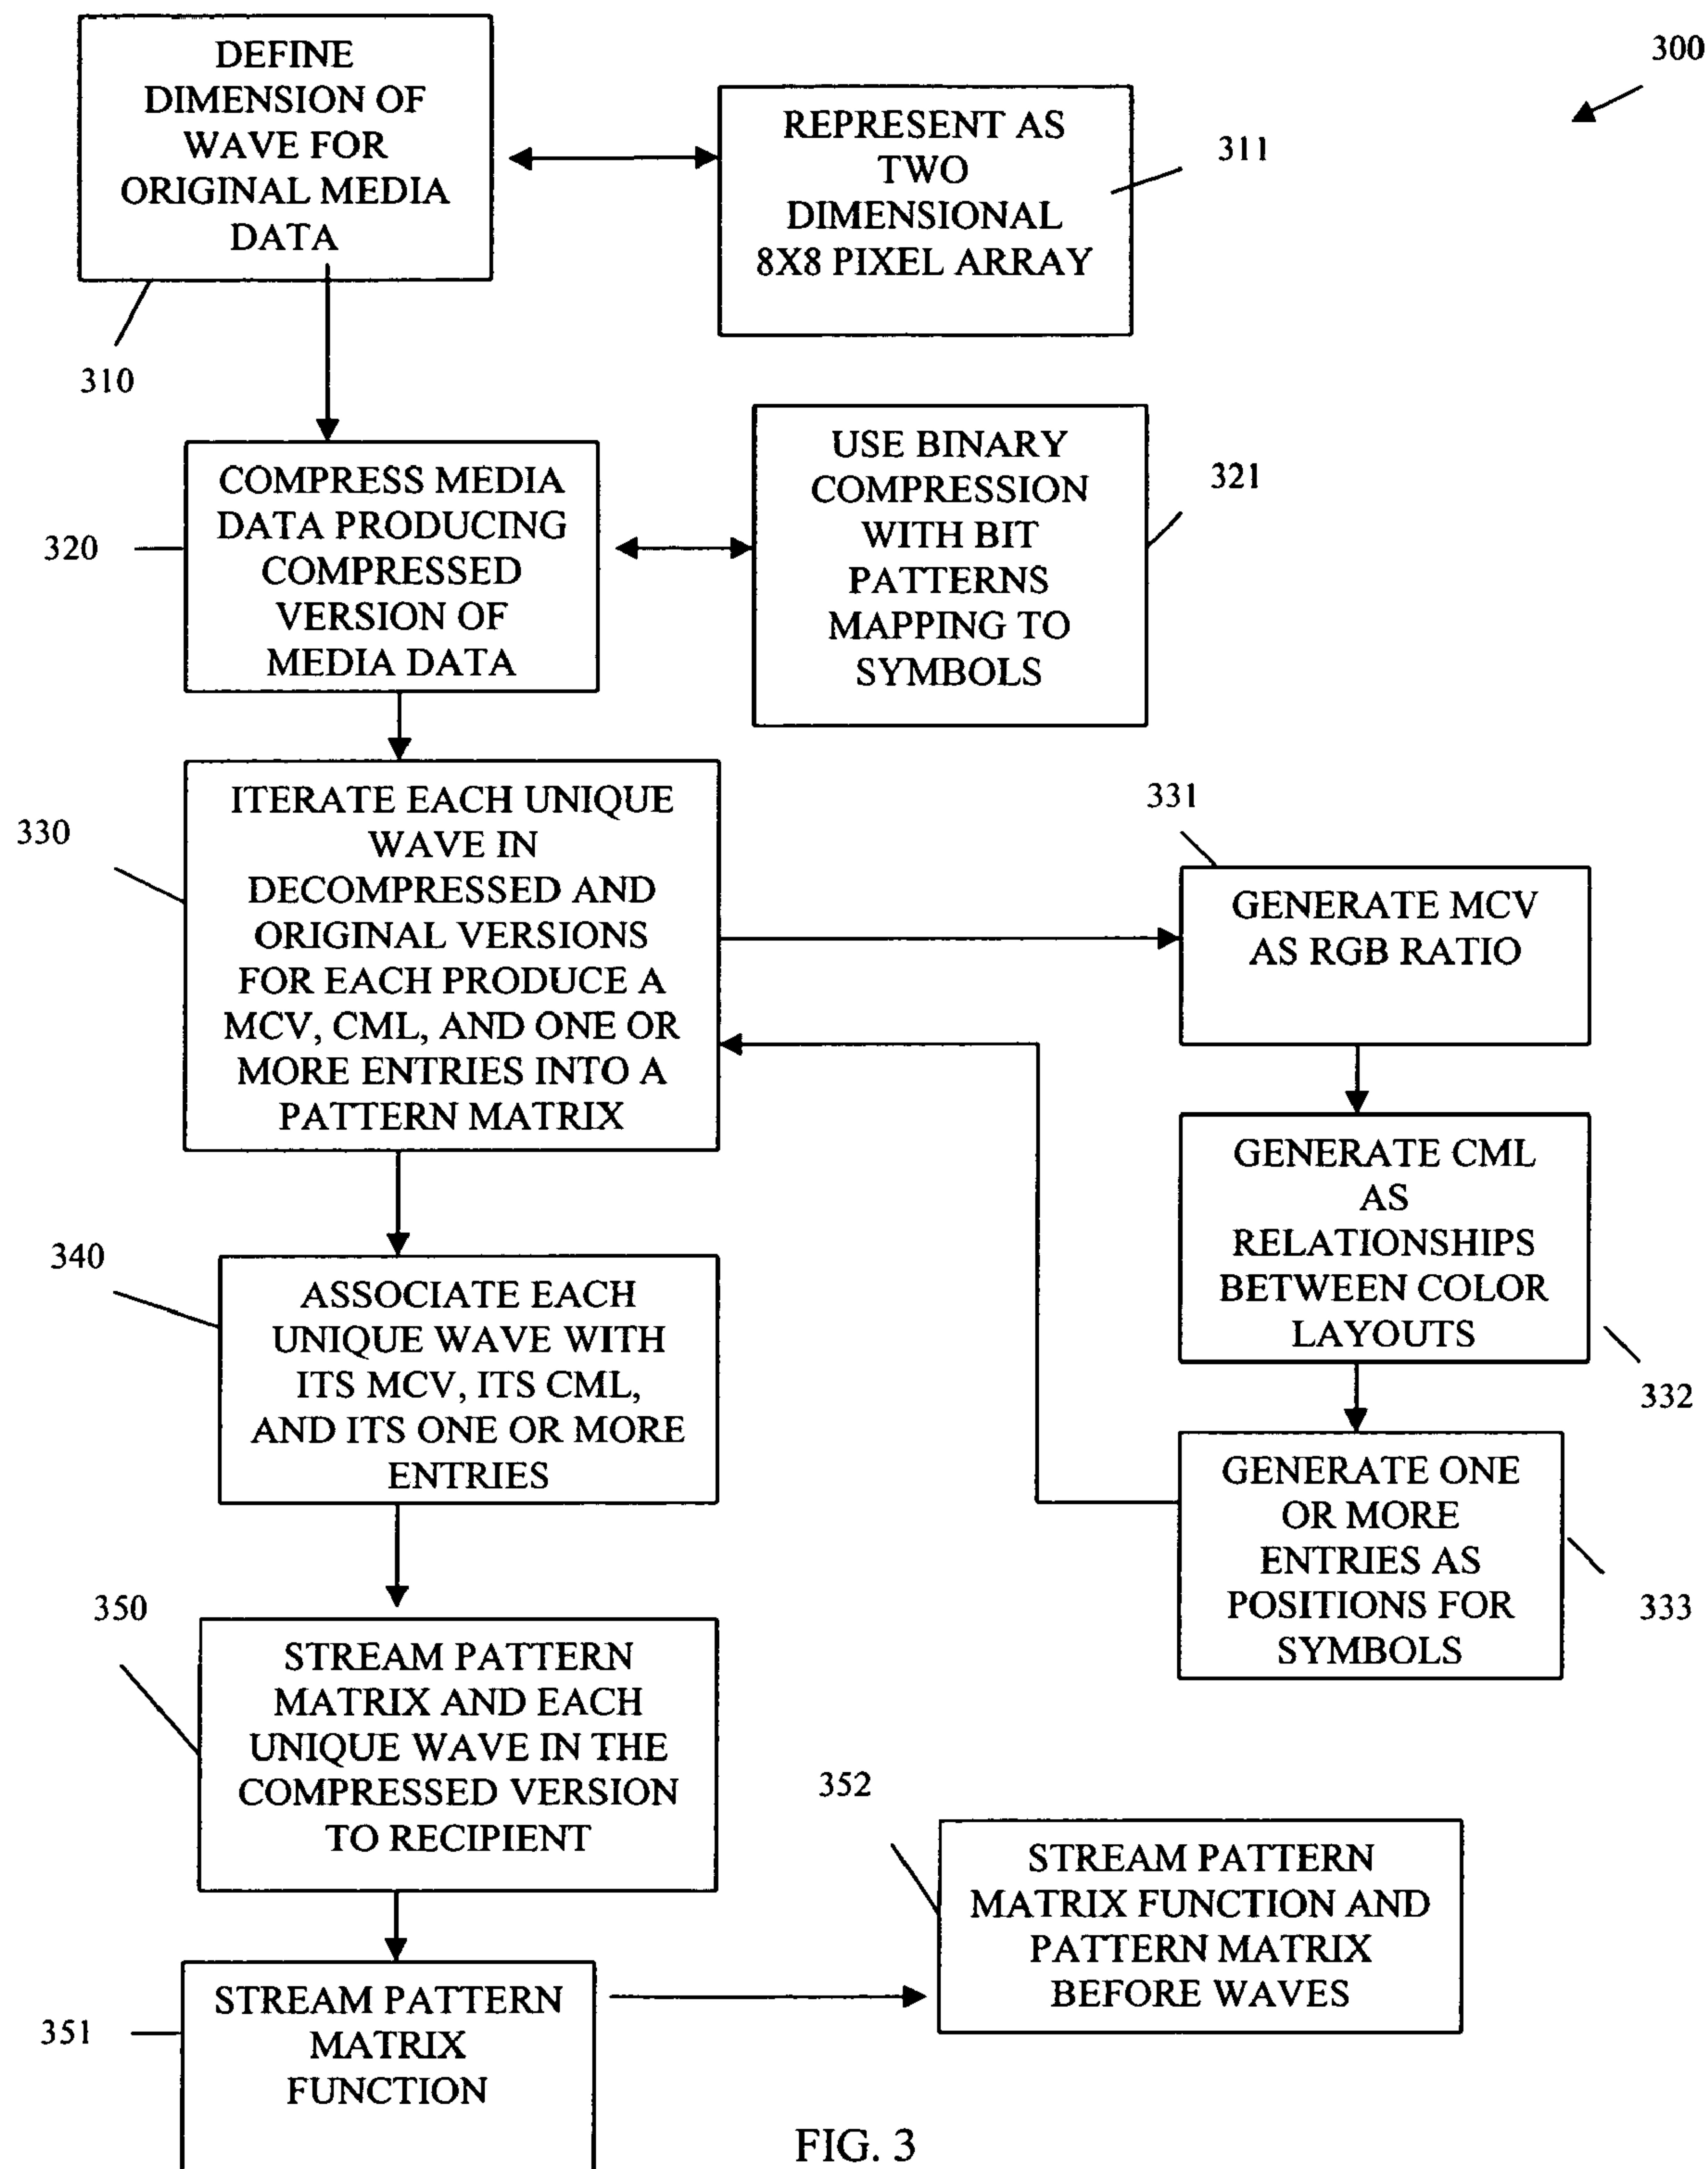 300
DEFINE
DIMENSION OF
WAVE FOR
ORIGINAL MEDIA
DATA
310
REPRESENT AS
TWO
DIMENSIONAL
8X8 PIXEL ARRAY
311
COMPRESS MEDIA
DATA PRODUCING
COMPRESSED
VERSION OF
MEDIA DATA
320
USE BINARY
COMPRESSION
WITH BIT
PATTERNS
MAPPING TO
SYMBOLS
321
330
ITERATE EACH UNIQUE
WAVE IN
DECOMPRESSED AND
ORIGINAL VERSIONS
FOR EACH PRODUCE A
MCV, CML, AND ONE OR
MORE ENTRIES INTO A
PATTERN MATRIX
331
GENERATE MCV
AS RGB RATIO
GENERATE CML
AS
RELATIONSHIPS
BETWEEN COLOR
LAYOUTS
332
GENERATE ONE
OR MORE
ENTRIES AS
POSITIONS FOR
SYMBOLS
333
340
ASSOCIATE EACH
UNIQUE WAVE WITH
ITS MCV, ITS CML,
AND ITS ONE OR MORE
ENTRIES
350
STREAM PATTERN
MATRIX AND EACH
UNIQUE WAVE IN THE
COMPRESSED VERSION
TO RECIPIENT
351
STREAM PATTERN
MATRIX
FUNCTION
352
STREAM PATTERN
MATRIX FUNCTION AND
PATTERN MATRIX
BEFORE WAVES
FIG. 3